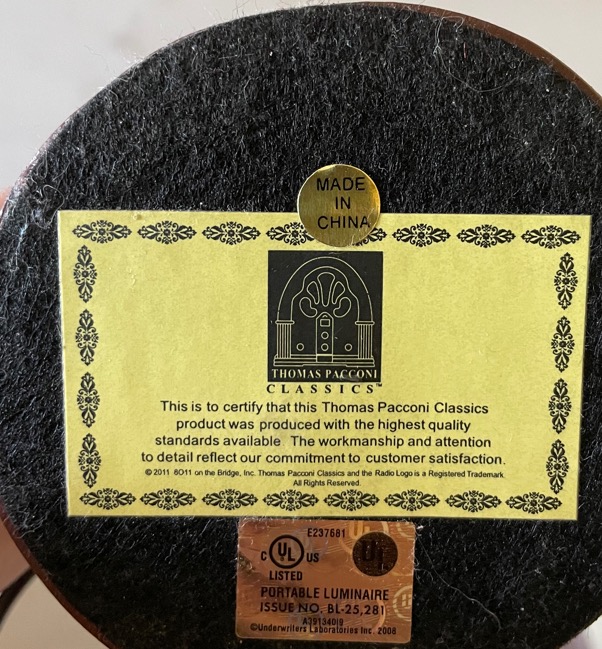 MADE
IN
CHINA
THOMAS PACCONI
CLASSICS™
This is to certify that this Thomas Pacconi Classics
product was produced with the highest quality
standards available. The workmanship and attention
to detail reflect our commitment to customer satisfaction.
© 2011 8011 on the Bridge, Inc. Thomas Pacconi Classics and the Radio Logo is a Registered Trademark
All Rights Reserved.
E237681
C UL US
LISTED
UL
PORTABLE LUMINAIRE
ISSUE NO. BL-25,281
©Underwriters Laboratories Inc. 2008